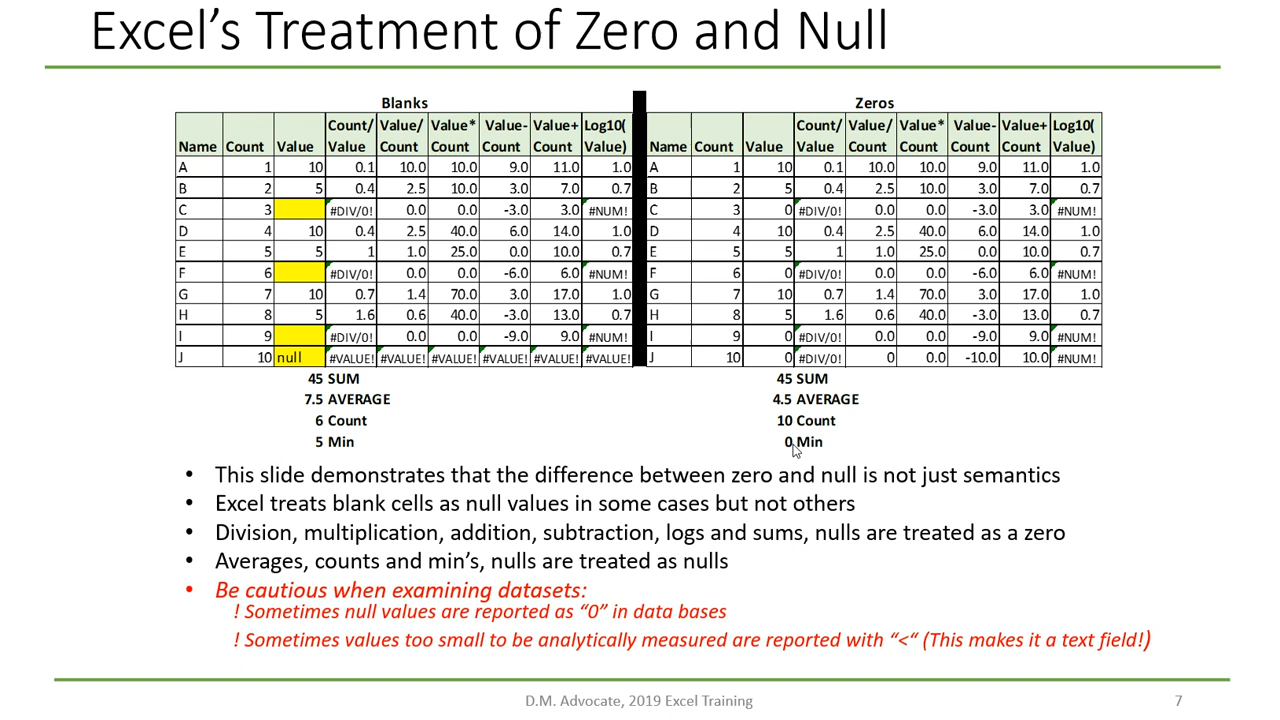 Excel's Treatment of Zero and Null
Blanks
Name Count Value Count/Value Value/Count Value*Count Value-Count Value+Count Log10(Value)
A 1 10 0.1 10.0 10.0 9.0 11.0 1.0
B 2 5 0.4 2.5 10.0 3.0 7.0 0.7
C 3 #DIV/0! 0.0 0.0 -3.0 3.0 #NUM!
D 4 10 0.4 2.5 40.0 6.0 14.0 1.0
E 5 5 1 1.0 25.0 0.0 10.0 0.7
F 6 #DIV/0! 0.0 0.0 -6.0 6.0 #NUM!
G 7 10 0.7 1.4 70.0 3.0 17.0 1.0
H 8 5 1.6 0.6 40.0 -3.0 13.0 0.7
I 9 #DIV/0! 0.0 0.0 -9.0 9.0 #NUM!
J 10 null #VALUE! #VALUE! #VALUE! #VALUE! #VALUE! #VALUE!
45 SUM
7.5 AVERAGE
6 Count
5 Min
Zeros
Name Count Value Count/Value Value/Count Value*Count Value-Count Value+Count Log10(Value)
A 1 10 0.1 10.0 10.0 9.0 11.0 1.0
B 2 5 0.4 2.5 10.0 3.0 7.0 0.7
C 3 0 #DIV/0! 0.0 0.0 -3.0 3.0 #NUM!
D 4 10 0.4 2.5 40.0 6.0 14.0 1.0
E 5 5 1 1.0 25.0 0.0 10.0 0.7
F 6 0 #DIV/0! 0.0 0.0 -6.0 6.0 #NUM!
G 7 10 0.7 1.4 70.0 3.0 17.0 1.0
H 8 5 1.6 0.6 40.0 -3.0 13.0 0.7
I 9 0 #DIV/0! 0.0 0.0 -9.0 9.0 #NUM!
J 10 0 #DIV/0! 0 0.0 -10.0 10.0 #NUM!
45 SUM
4.5 AVERAGE
10 Count
0 Min
• This slide demonstrates that the difference between zero and null is not just semantics
• Excel treats blank cells as null values in some cases but not others
• Division, multiplication, addition, subtraction, logs and sums, nulls are treated as a zero
• Averages, counts and min's, nulls are treated as nulls
• Be cautious when examining datasets:
! Sometimes null values are reported as “0” in data bases
! Sometimes values too small to be analytically measured are reported with “<“ (This makes it a text field!)
D.M. Advocate, 2019 Excel Training
7